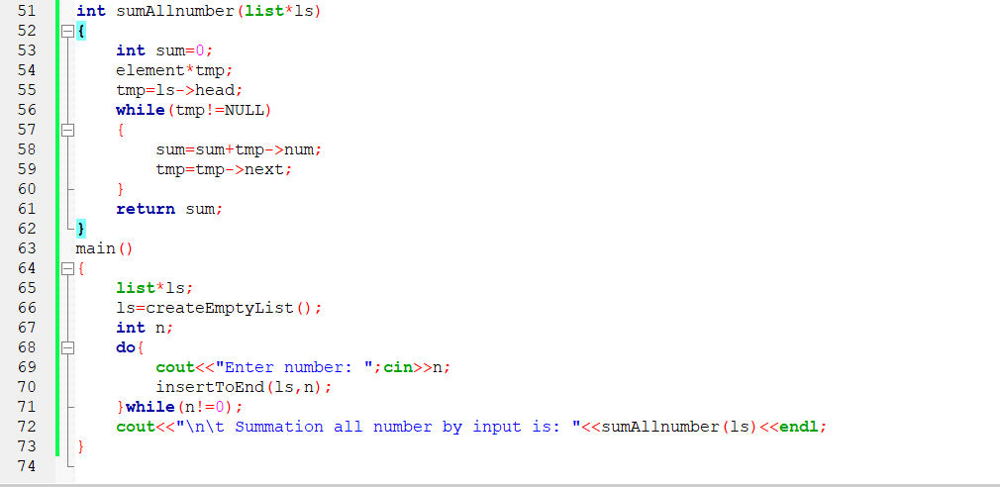 51 int sumAllnumber(list*ls)
52 {
53 int sum=0;
54 element*tmp;
55 tmp=ls->head;
56 while(tmp!=NULL)
57 {
58 sum=sum+tmp->num;
59 tmp=tmp->next;
60 }
61 return sum;
62 }
63 main()
64 {
65 list*ls;
66 ls=createEmptyList();
67 int n;
68 do{
69 cout<<"Enter number: ";cin>>n;
70 insertToEnd(ls,n);
71 }while(n!=0);
72 cout<<"\n\t Summation all number by input is: "<<sumAllnumber(ls)<<endl;
73 }
74